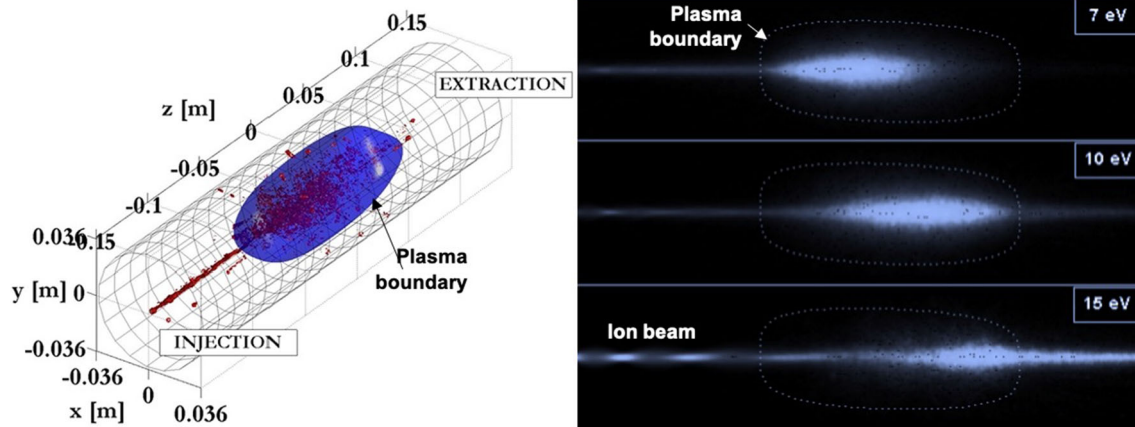 0.15
0.1
EXTRACTION
0.05
z [m]
0
-0.05
-0.1
0.036
0.15
Plasma
boundary
y [m]
0
INJECTION
-0.036
-0.036
0
x [m]
0.036
Plasma
boundary
7 eV
10 eV
15 eV
Ion beam